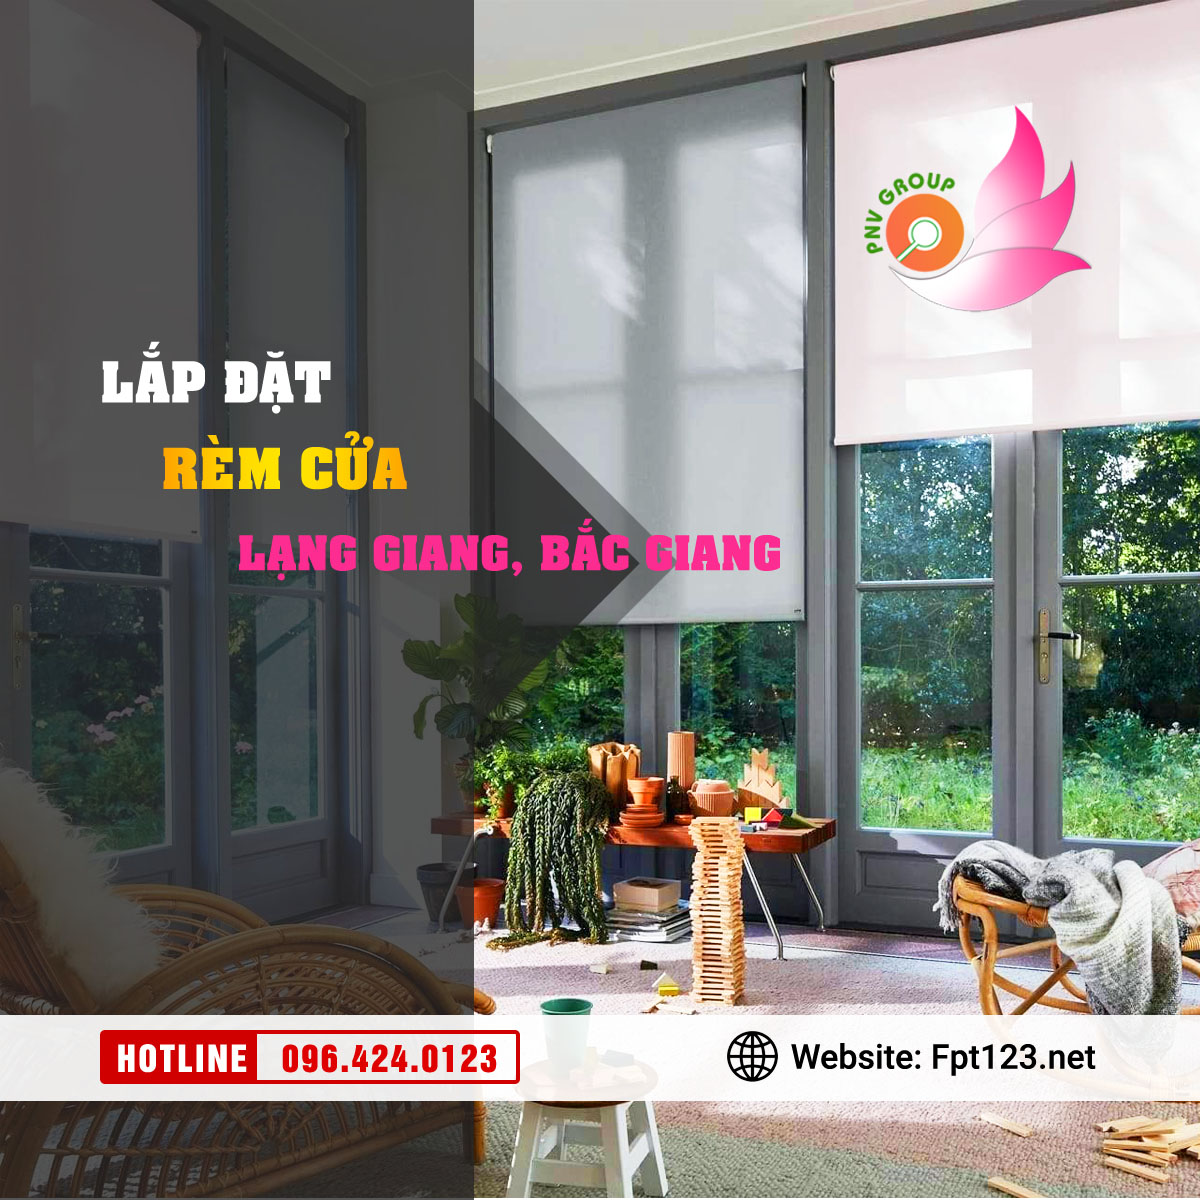 PNV GROUP
LẮP ĐẶT
RÈM CỬA
LẠNG GIANG, BẮC GIANG
HOTLINE 096.424.0123
Website: Fpt123.net